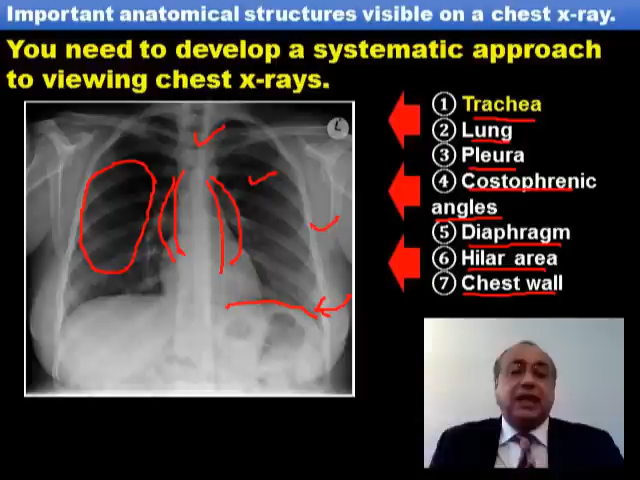 Important anatomical structures visible on a chest x-ray.
You need to develop a systematic approach
to viewing chest x-rays.
① Trachea
② Lung
③ Pleura
④ Costophrenic
angles
⑤ Diaphragm
⑥ Hilar area
⑦ Chest wall
L